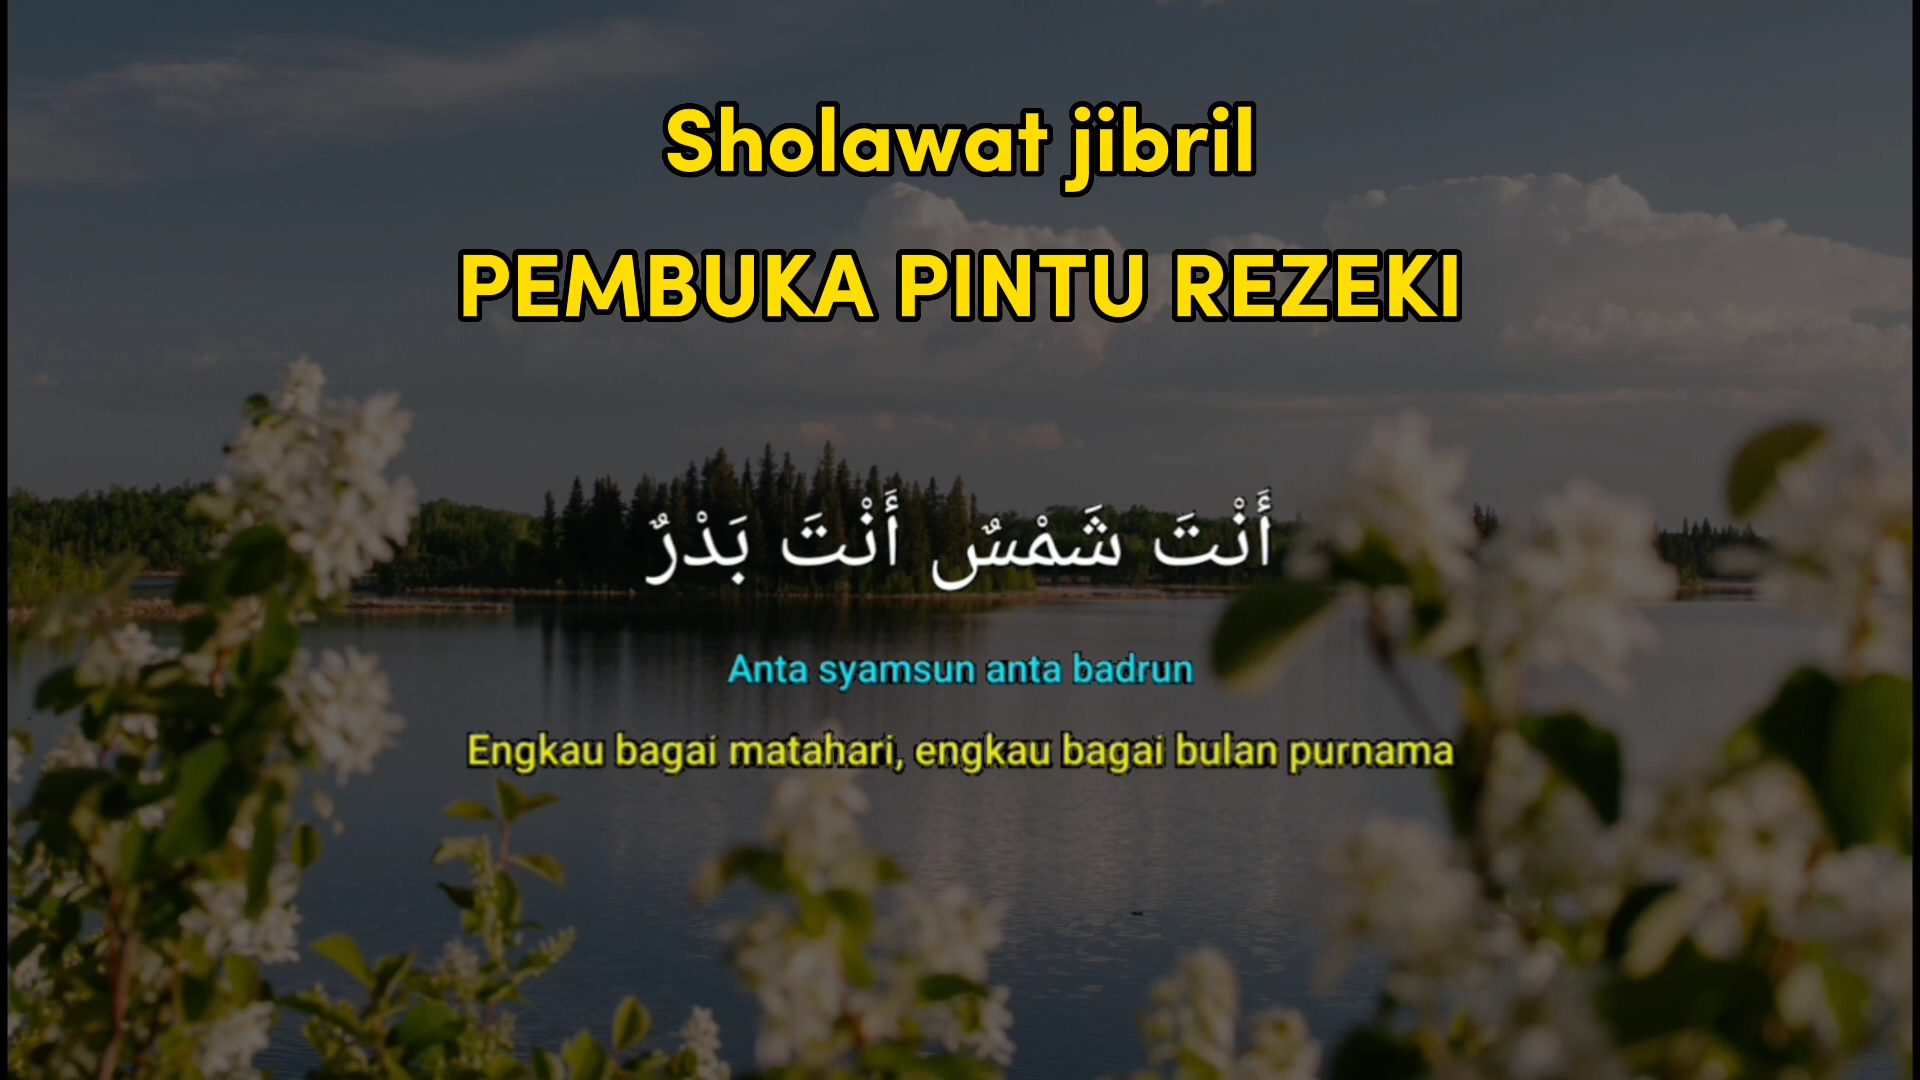 Sholawat jibril
PEMBUKA PINTU REZEKI
أَنْتَ شَمْسٌ أَنْتَ بَدْرٌ
Anta syamsun anta badrun
Engkau bagai matahari, engkau bagai bulan purnama